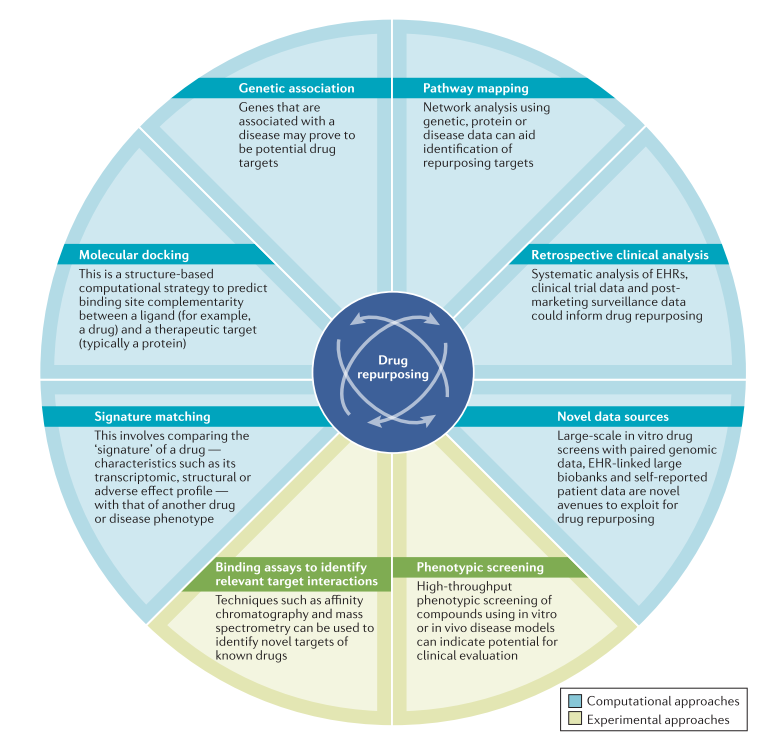 Genetic association
Genes that are
associated with a
disease may prove to
be potential drug
targets
Pathway mapping
Network analysis using
genetic, protein or
disease data can aid
identification of
repurposing targets
Molecular docking
This is a structure-based
computational strategy to predict
binding site complementarity
between a ligand (for example,
a drug) and a therapeutic target
(typically a protein)
Retrospective clinical analysis
Systematic analysis of EHRs,
clinical trial data and post-
marketing surveillance data
could inform drug repurposing
Drug
repurposing
Signature matching
This involves comparing the
‘signature’ of a drug —
characteristics such as its
transcriptomic, structural or
adverse effect profile —
with that of another drug
or disease phenotype
Novel data sources
Large-scale in vitro drug
screens with paired genomic
data, EHR-linked large
biobanks and self-reported
patient data are novel
avenues to exploit for
drug repurposing
Binding assays to identify
relevant target interactions
Techniques such as affinity
chromatography and mass
spectrometry can be used to
identify novel targets of
known drugs
Phenotypic screening
High-throughput
phenotypic screening of
compounds using in vitro
or in vivo disease models
can indicate potential for
clinical evaluation
Computational approaches
Experimental approaches